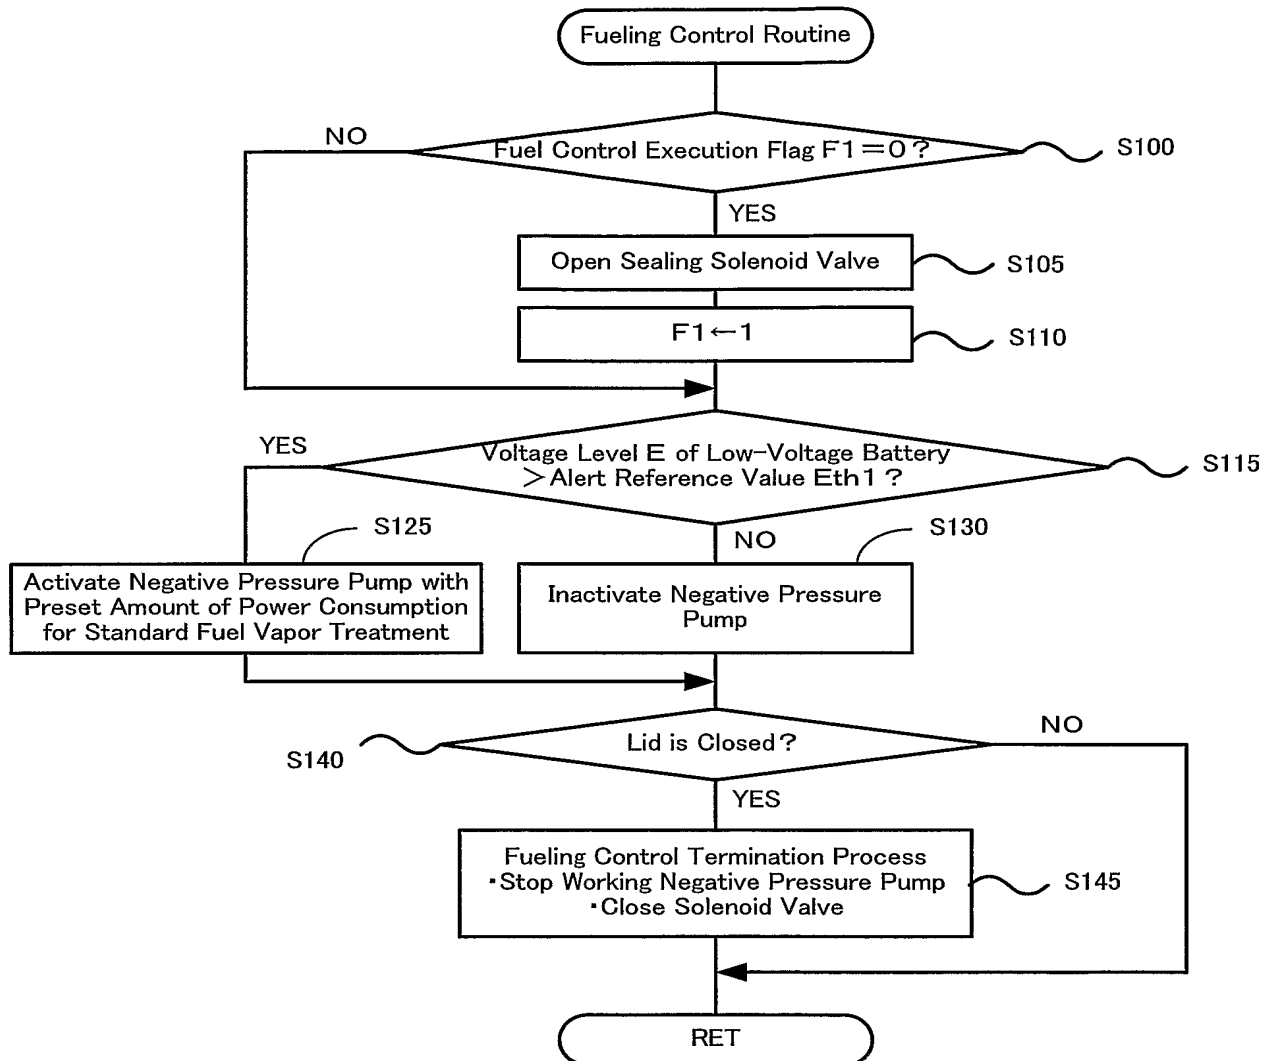 Fueling Control Routine
NO
Fuel Control Execution Flag F1=0?
S100
YES
Open Sealing Solenoid Valve
S105
F1←1
S110
YES
Voltage Level E of Low-Voltage Battery
>Alert Reference Value Eth1?
S115
S125
NO
S130
Activate Negative Pressure Pump with
Preset Amount of Power Consumption
for Standard Fuel Vapor Treatment
Inactivate Negative Pressure
Pump
NO
Lid is Closed?
S140
YES
Fueling Control Termination Process
・Stop Working Negative Pressure Pump
・Close Solenoid Valve
S145
RET